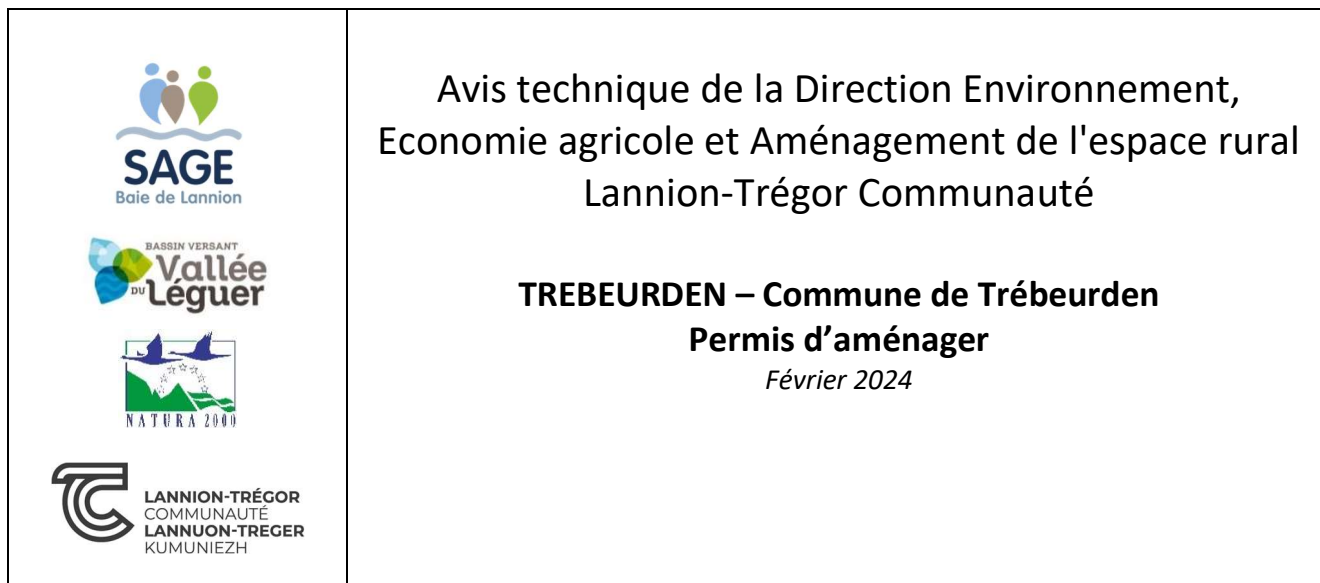 SAGE
Baie de Lannion
BASSIN VERSANT
Vallée
DU Léguer
NATURA 2000
LANNION-TRÉGOR
COMMUNAUTÉ
LANNUON-TREGER
KUMUNIEZH
Avis technique de la Direction Environnement,
Economie agricole et Aménagement de l'espace rural
Lannion-Trégor Communauté
TREBEURDEN – Commune de Trébeurden
Permis d’aménager
Février 2024